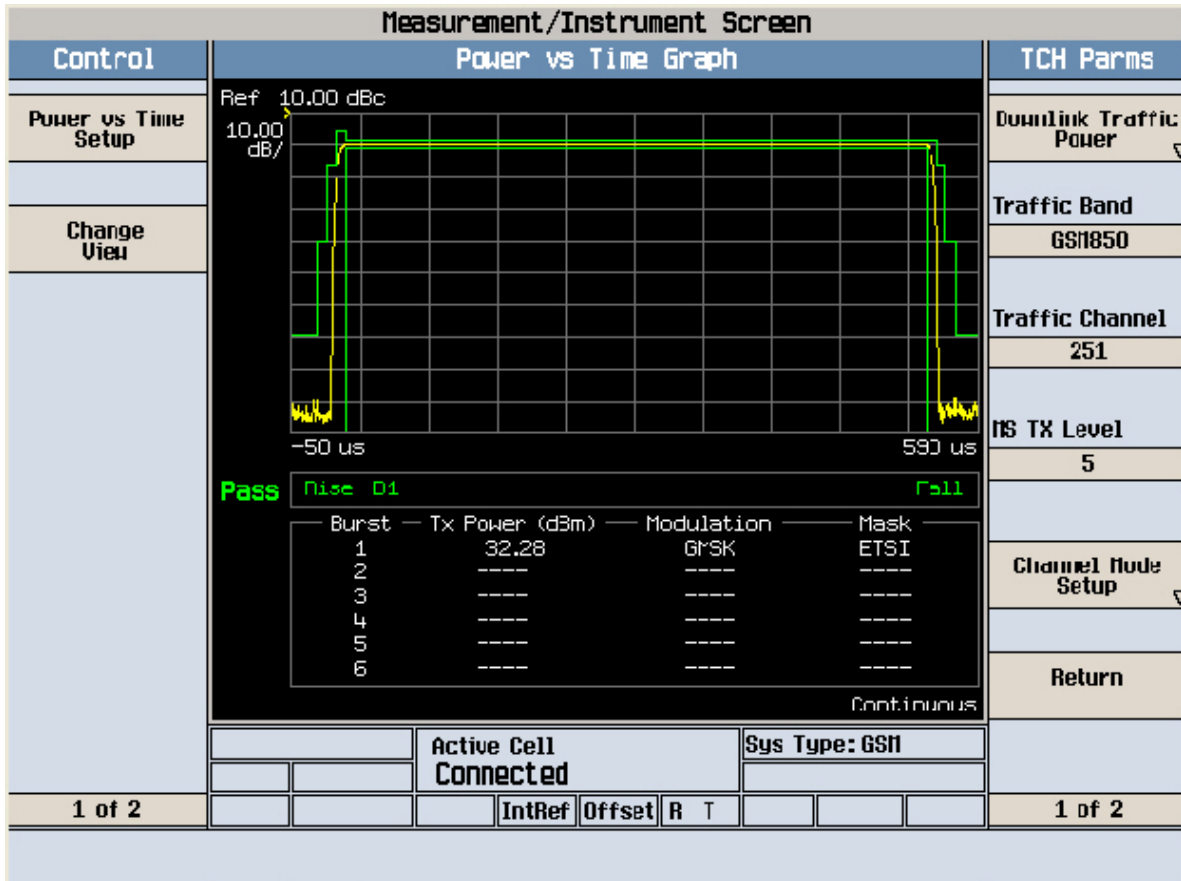 Measurement/Instrument Screen
Control
Power vs Time Graph
TCH Parms
Power vs Time
Setup
Change
View
1 of 2
Ref 10.00 dBc
10.00
dB/
-50 us
590 us
Pass
Rise 01
Fall
Burst Tx Power (dBm) Modulation Mask
1 32.28 GMSK ETSI
2 ---- ---- ----
3 ---- ---- ----
4 ---- ---- ----
5 ---- ---- ----
6 ---- ---- ----
Continuous
Active Cell
Connected
Sys Type: GSM
IntRef Offset R T
Downlink Traffic
Power
Traffic Band
GSM850
Traffic Channel
251
MS TX Level
5
Channel Mode
Setup
Return
1 of 2